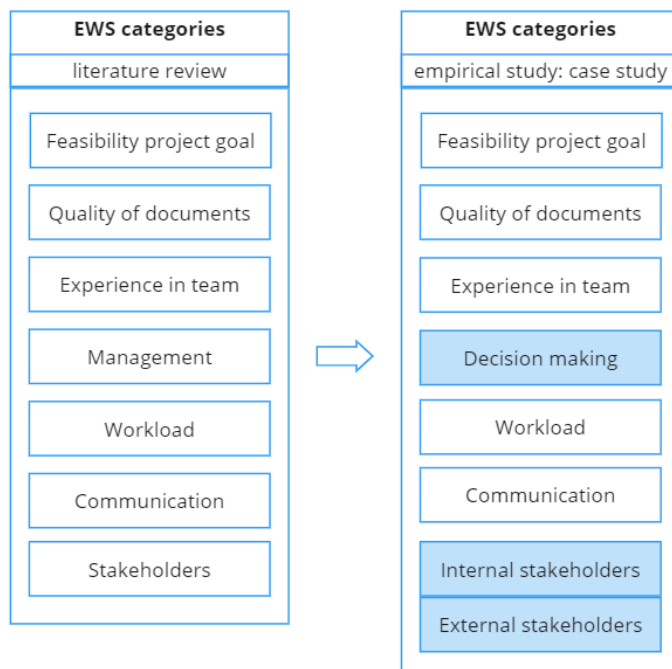 EWS categories
literature review
Feasibility project goal
Quality of documents
Experience in team
Management
Workload
Communication
Stakeholders
EWS categories
empirical study: case study
Feasibility project goal
Quality of documents
Experience in team
Decision making
Workload
Communication
Internal stakeholders
External stakeholders